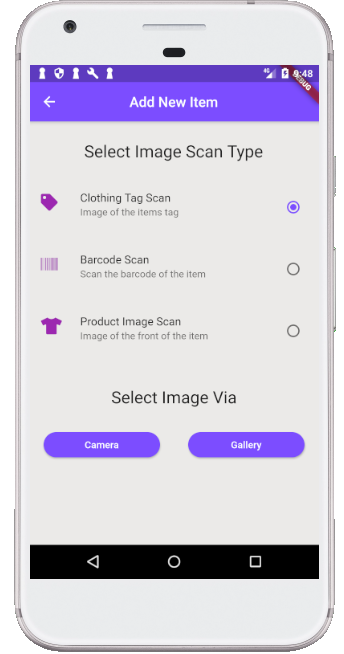 9:48
DEBUG
Add New Item
Select Image Scan Type
Clothing Tag Scan
Image of the items tag
Barcode Scan
Scan the barcode of the item
Product Image Scan
Image of the front of the item
Select Image Via
Camera
Gallery